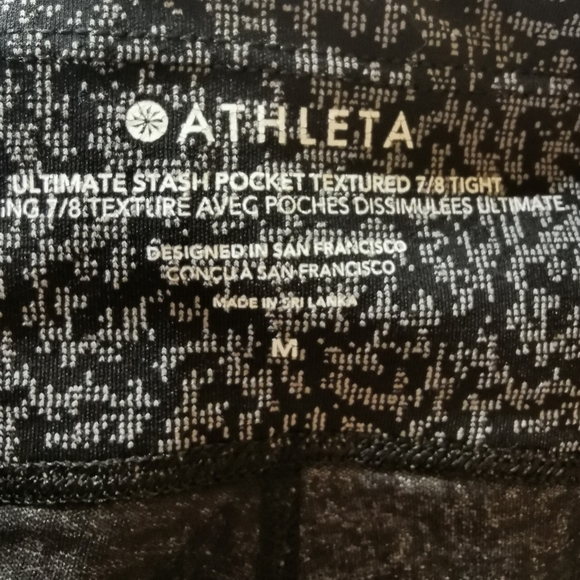 ATHLETA
ULTIMATE STASH POCKET TEXTURED 7/8 TIGHT
7/8 TEXTURÉ AVEC POCHES DISSIMULÉES ULTIMATE
DESIGNED IN SAN FRANCISCO
CONÇU À SAN FRANCISCO
MADE IN SRI LANKA
M